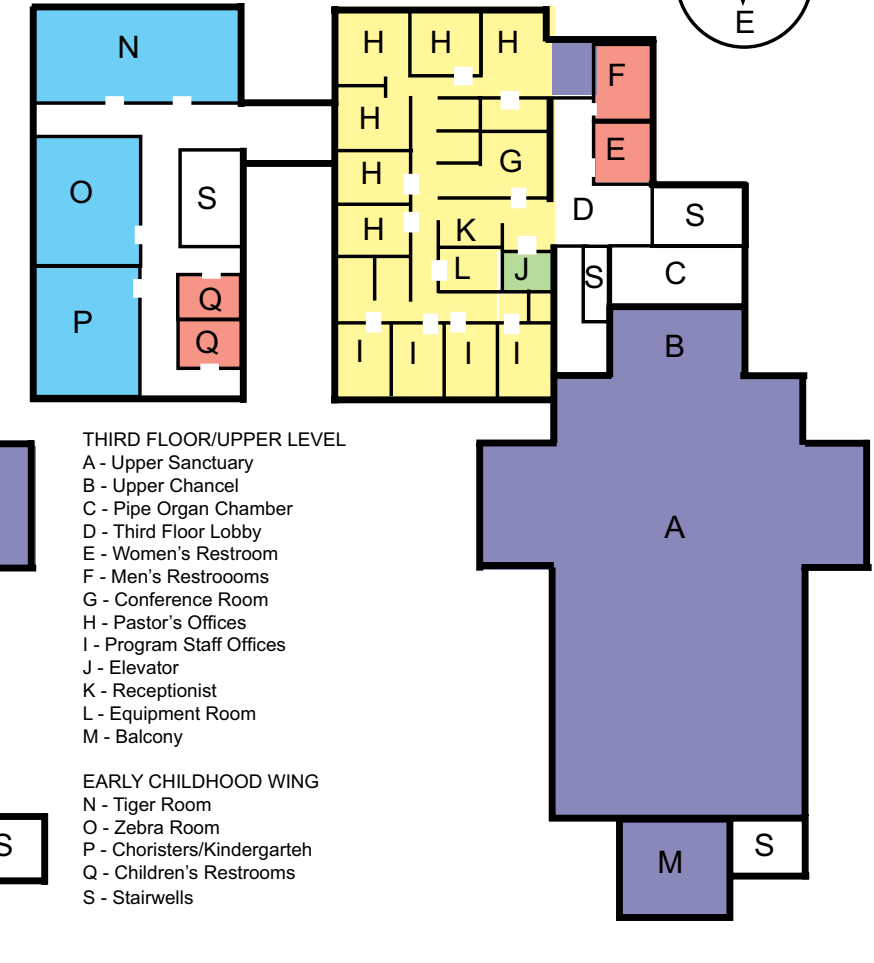 E
N
H
H
H
F
H
E
O
S
H
G
D
S
H
K
L
J
S
C
Q
P
Q
I
I
I
I
B
THIRD FLOOR/UPPER LEVEL
A - Upper Sanctuary
B - Upper Chancel
C - Pipe Organ Chamber
D - Third Floor Lobby
E - Women's Restroom
F - Men's Restrooms
G - Conference Room
H - Pastor's Offices
I - Program Staff Offices
J - Elevator
K - Receptionist
L - Equipment Room
M - Balcony
A
EARLY CHILDHOOD WING
N - Tiger Room
O - Zebra Room
P - Choristers/Kindergarteh
Q - Children's Restrooms
S - Stairwells
S
M
S